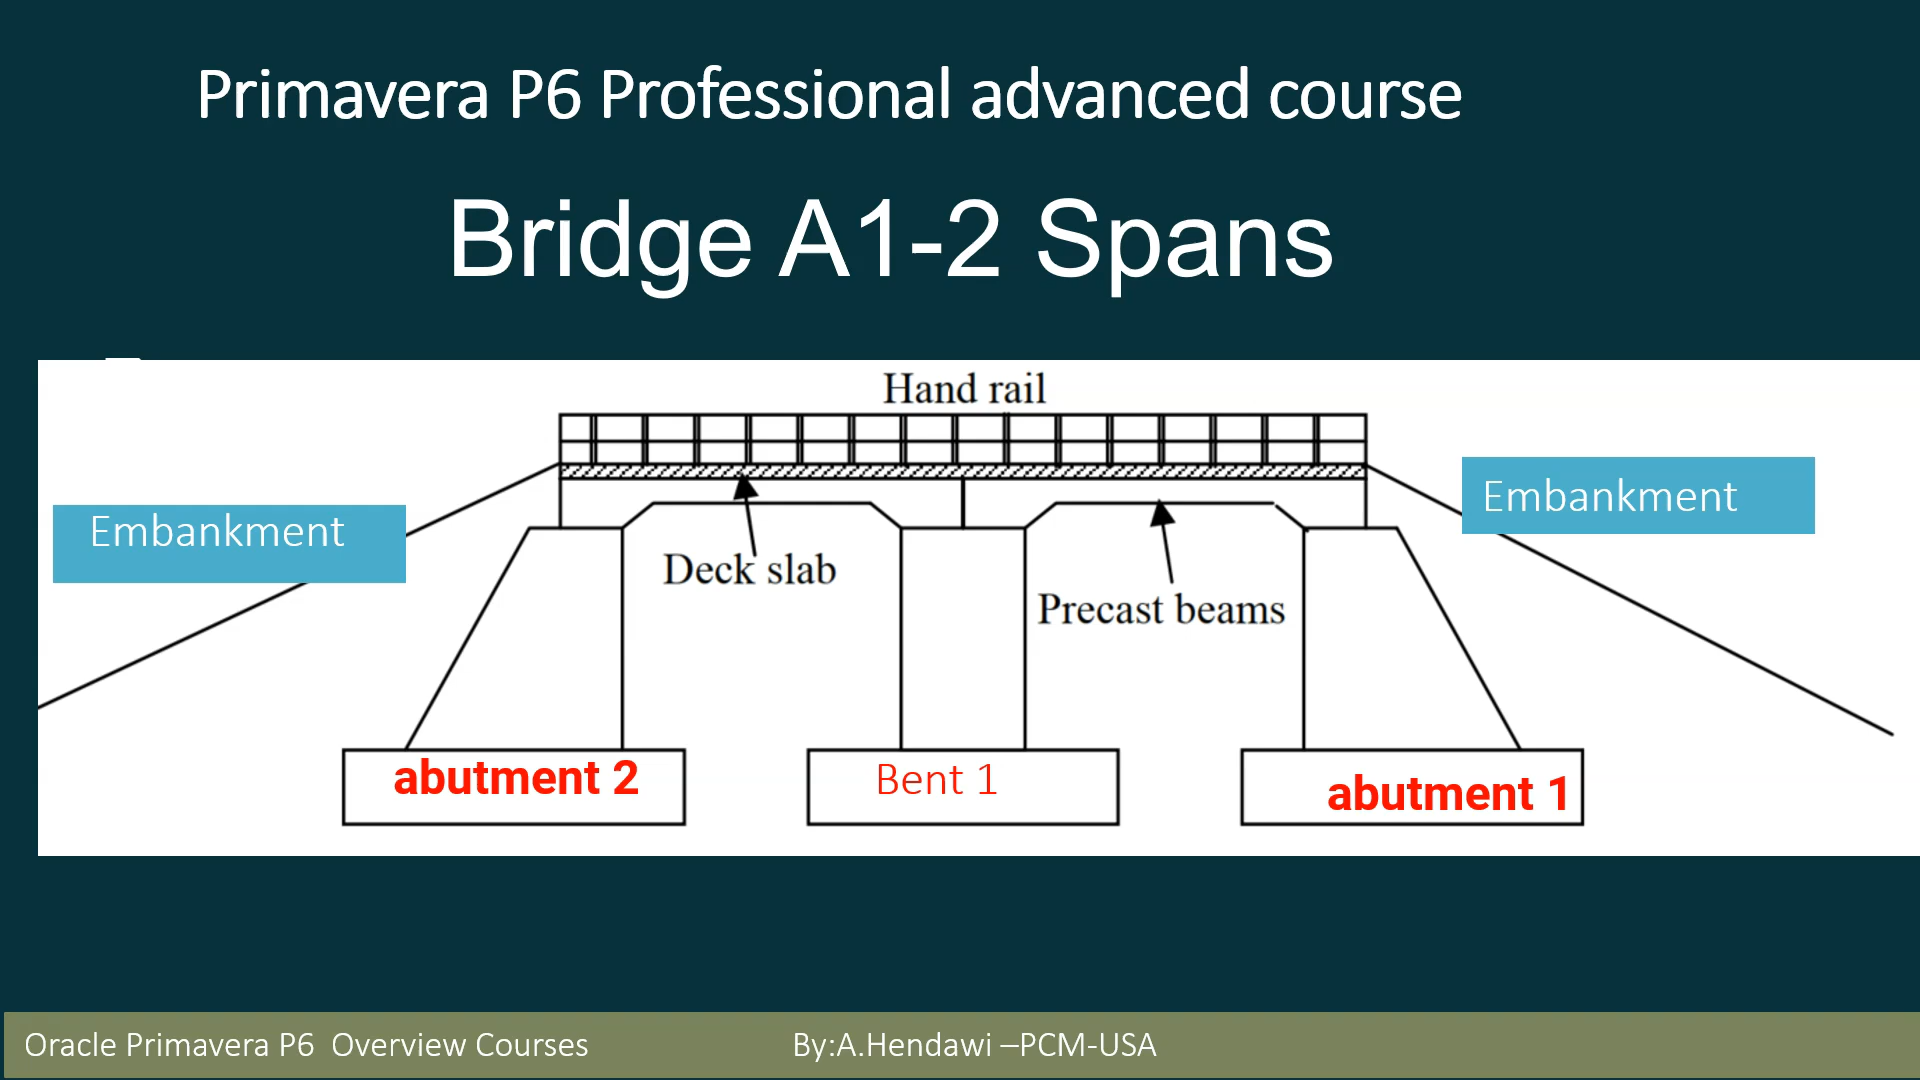 Primavera P6 Professional advanced course
Bridge A1-2 Spans
Hand rail
Embankment
Embankment
Deck slab
Precast beams
abutment 2
Bent 1
abutment 1
Oracle Primavera P6 Overview Courses
By:A.Hendawi –PCM-USA